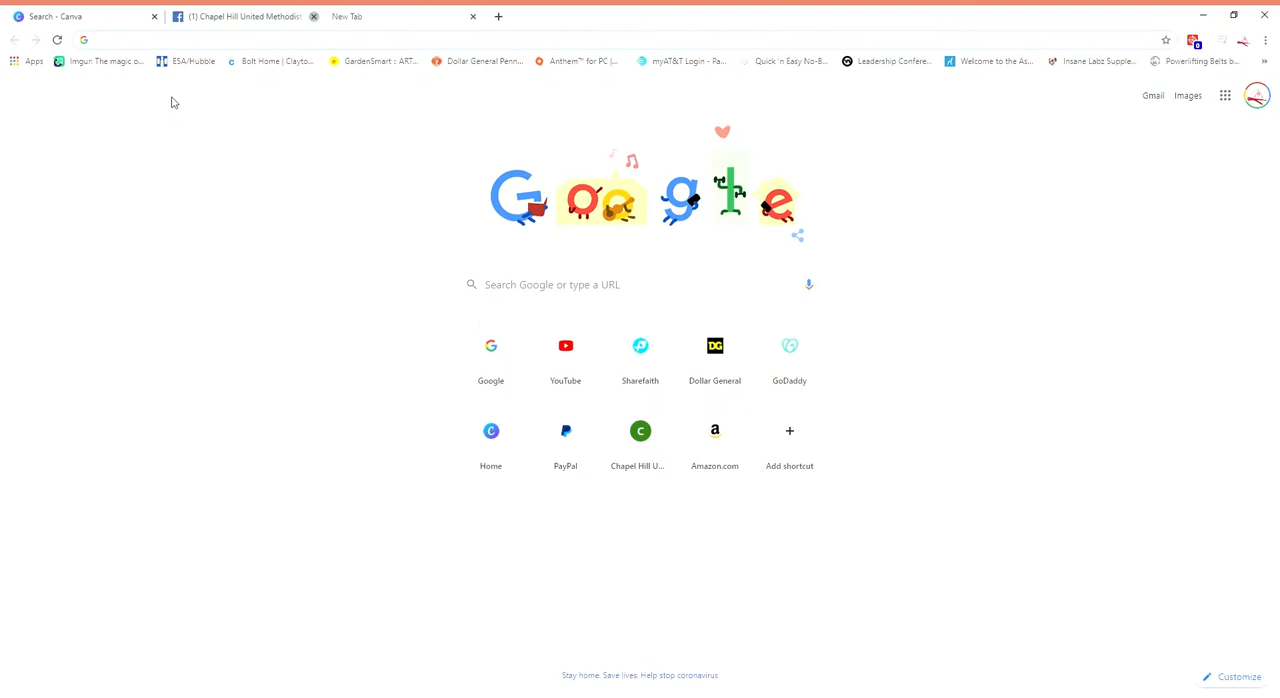 Search - Canva
(1) Chapel Hill United Methodist
New Tab
Apps
Imgur: The magic o...
ESA/Hubble
Bolt Home | Clayto...
GardenSmart :: ART...
Dollar General Penn...
Anthem™ for PC |...
myAT&T Login - Pa...
Quick 'n Easy No-B...
Leadership Confere...
Welcome to the As...
Insane Labz Supple...
Powerlifting Belts b...
»
0
Gmail
Images
Google
Search Google or type a URL
Google
YouTube
Sharefaith
DG
Dollar General
GoDaddy
Home
PayPal
C
Chapel Hill U...
a
Amazon.com
Add shortcut
Stay home. Save lives. Help stop coronavirus
Customize